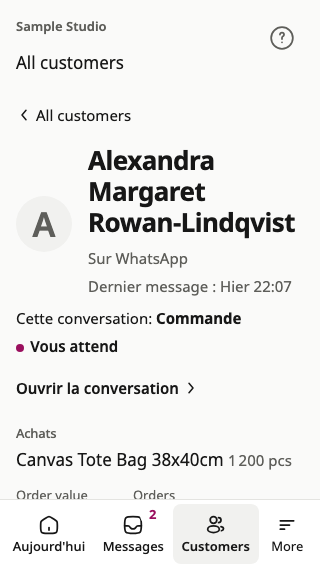 Sample Studio
All customers
All customers
Alexandra
Margaret
Rowan-Lindqvist
A
Sur WhatsApp
Dernier message : Hier 22:07
Cette conversation: Commande
Vous attend
Ouvrir la conversation
Achats
Canvas Tote Bag 38x40cm 1 200 pcs
Order value Orders
2
Aujourd'hui Messages Customers More